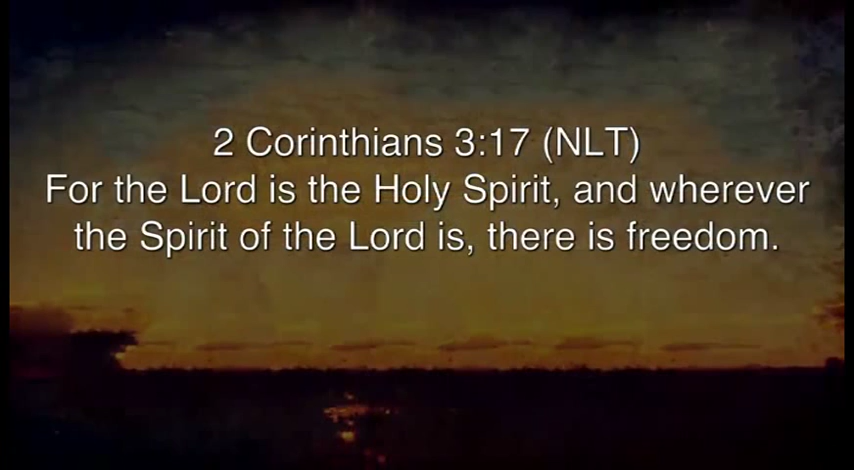 2 Corinthians 3:17 (NLT)
For the Lord is the Holy Spirit, and wherever
the Spirit of the Lord is, there is freedom.